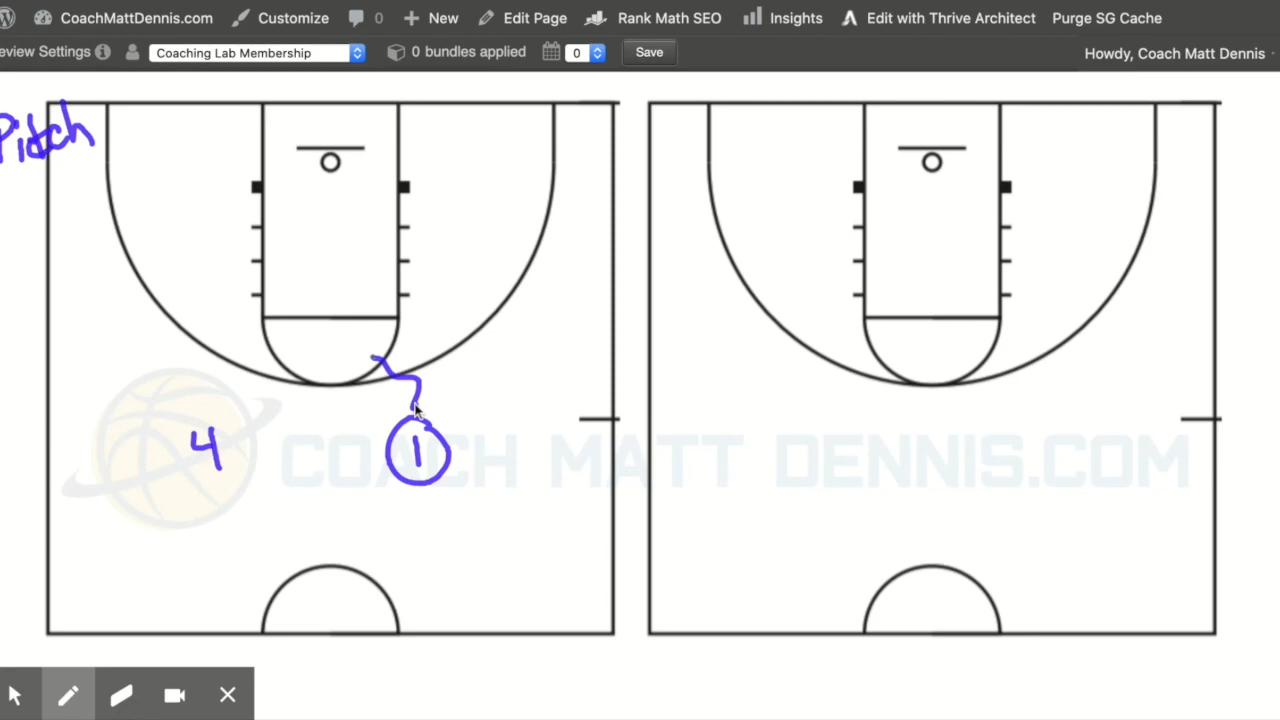 CoachMattDennis.com Customize 0 New Edit Page Rank Math SEO Insights Edit with Thrive Architect Purge SG Cache
eview Settings Coaching Lab Membership 0 bundles applied 0 Save Howdy, Coach Matt Dennis
Pitch
4
1
COACH MATT DENNIS.COM